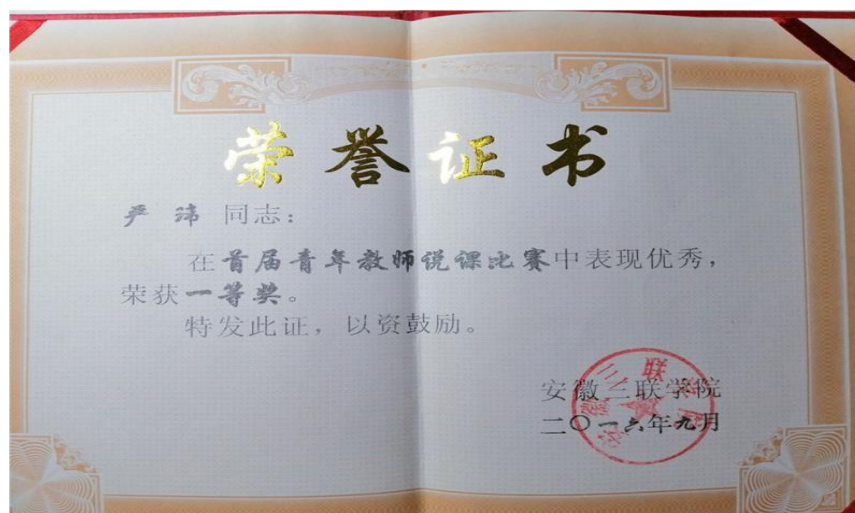 荣誉证书
严玮 同志：
在首届青年教师说课比赛中表现优秀，
荣获一等奖。
特发此证，以资鼓励。
安徽三联学院
二〇一六年九月